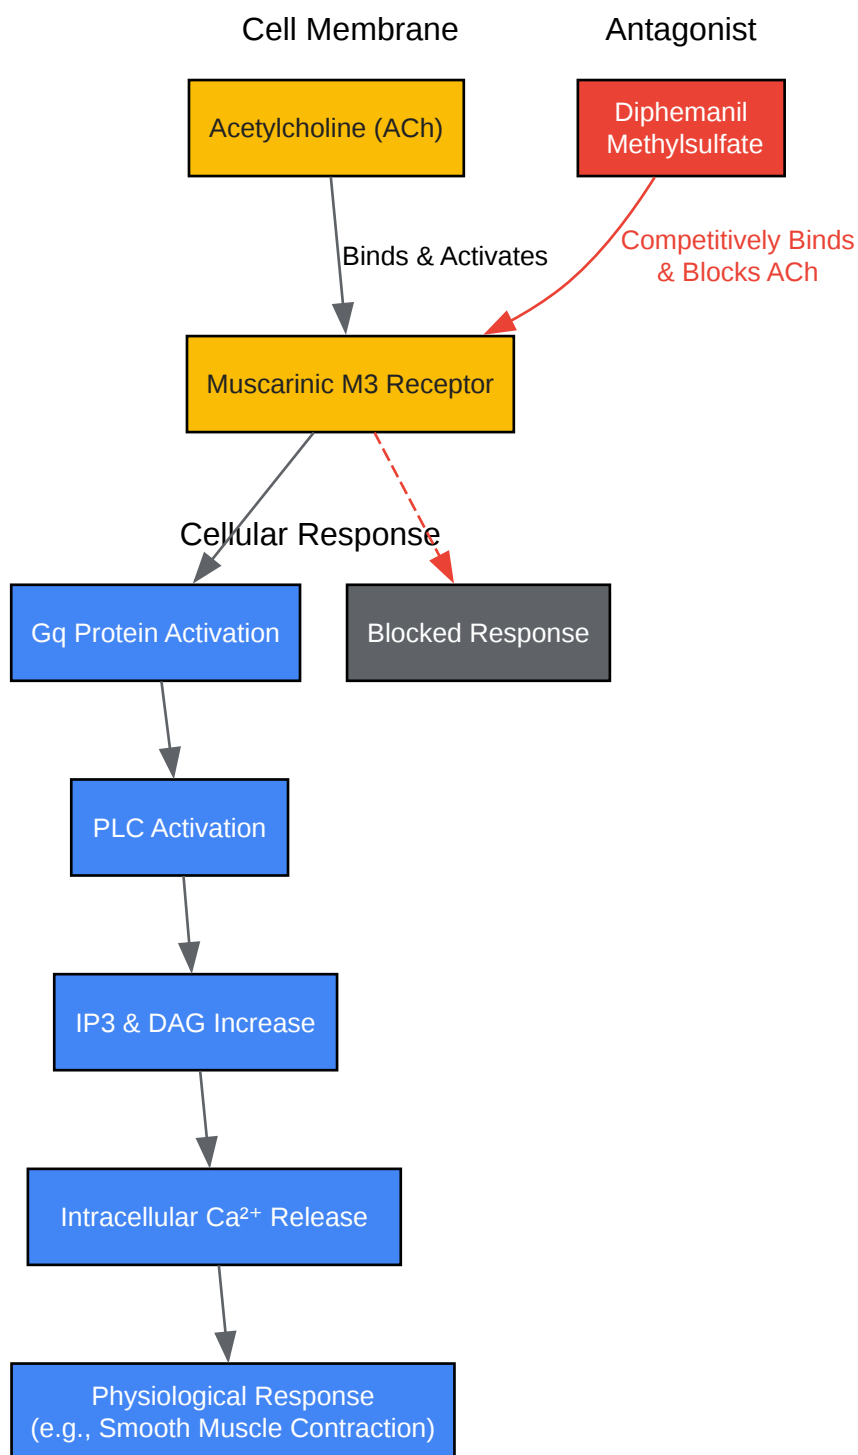 Cell Membrane
Antagonist
Acetylcholine (ACh)
Diphemanil
Methylsulfate
Binds & Activates
Competitively Binds
& Blocks ACh
Muscarinic M3 Receptor
Cellular Response
Gq Protein Activation
Blocked Response
PLC Activation
IP3 & DAG Increase
Intracellular Ca²⁺ Release
Physiological Response
(e.g., Smooth Muscle Contraction)